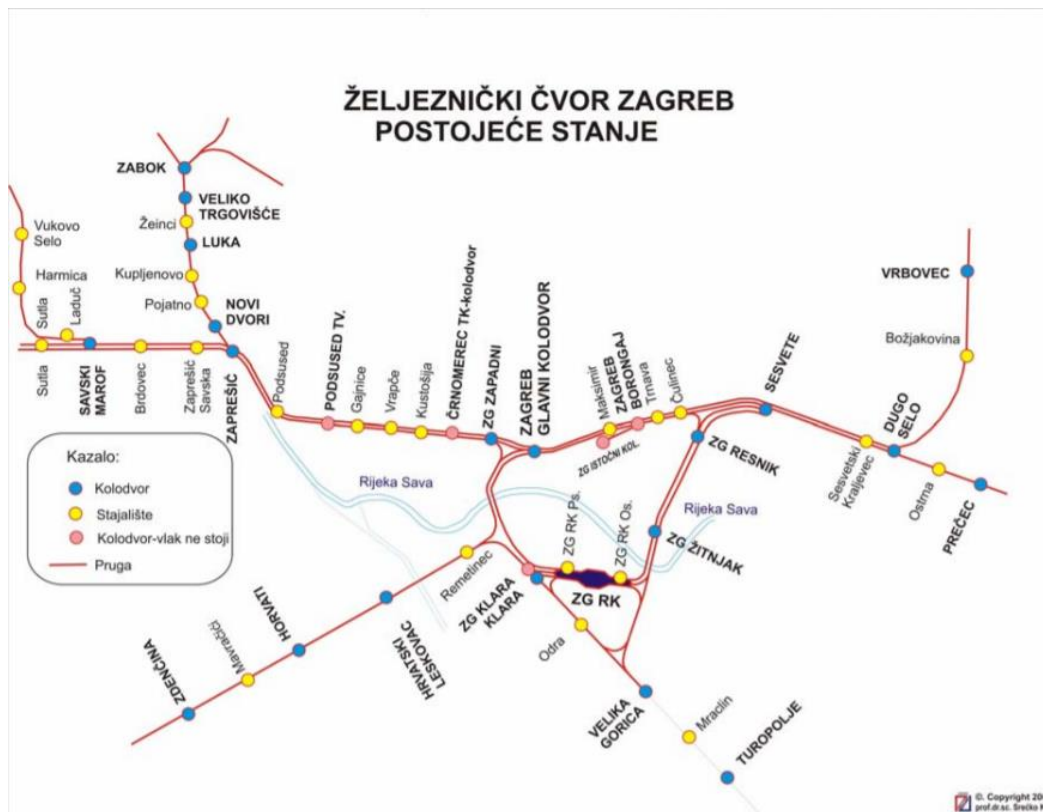 ŽELJEZNIČKI ČVOR ZAGREB
POSTOJEĆE STANJE
ZABOK
VELIKO
TRGOVIŠĆE
Žeinci
LUKA
Kupljenovo
Pojatno
NOVI
DVORI
Vukovo
Selo
Harmica
Sutla
Laduč
Sutla
SAVSKI
MAROF
Brdovec
Zaprešić
Savska
ZAPREŠIĆ
Podsused
PODSUSED TV.
Gajnice
Vrapče
Kustošija
ČRNOMEREC TK-kolodvor
ZG ZAPADNI
ZAGREB
GLAVNI KOLODVOR
Maksimir
ZAGREB
BORONGAJ
Trnava
Čulinec
ZG ISTOČNI KOL.
SESVETE
ZG RESNIK
VRBOVEC
Božjakovina
DUGO
SELO
Sesvetski
Kraljevec
Ostrna
PREČEC
Kazalo:
Kolodvor
Stajalište
Kolodvor-vlak ne stoji
Pruga
Rijeka Sava
Rijeka Sava
ZG RK Ps.
ZG RK Os.
ZG ŽITNJAK
Remetinec
ZG KLARA
KLARA
ZG RK
Odra
HRVATSKI
LESKOVAC
HORVATI
Mavračići
ZDENČINA
VELIKA
GORICA
Mraclin
TUROPOLJE
©. Copyright 20
prof.dr.sc. Srećko